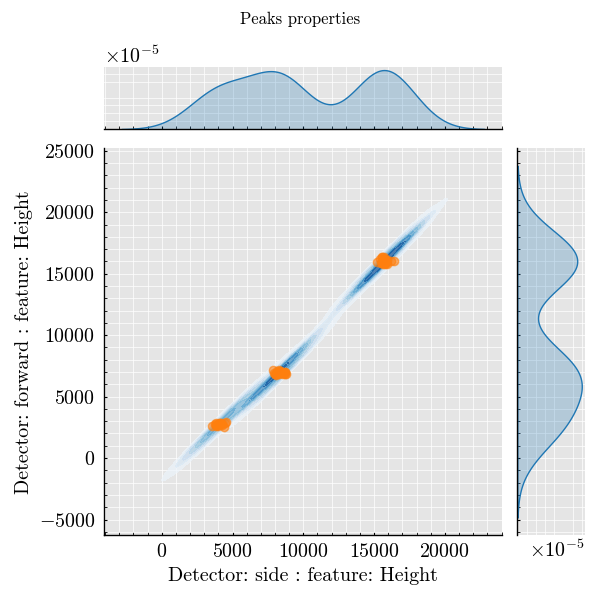 Peaks properties
×10⁻⁵
25000
20000
15000
10000
5000
0
−5000
Detector: forward : feature: Height
0 5000 10000 15000 20000
×10⁻⁵
Detector: side : feature: Height